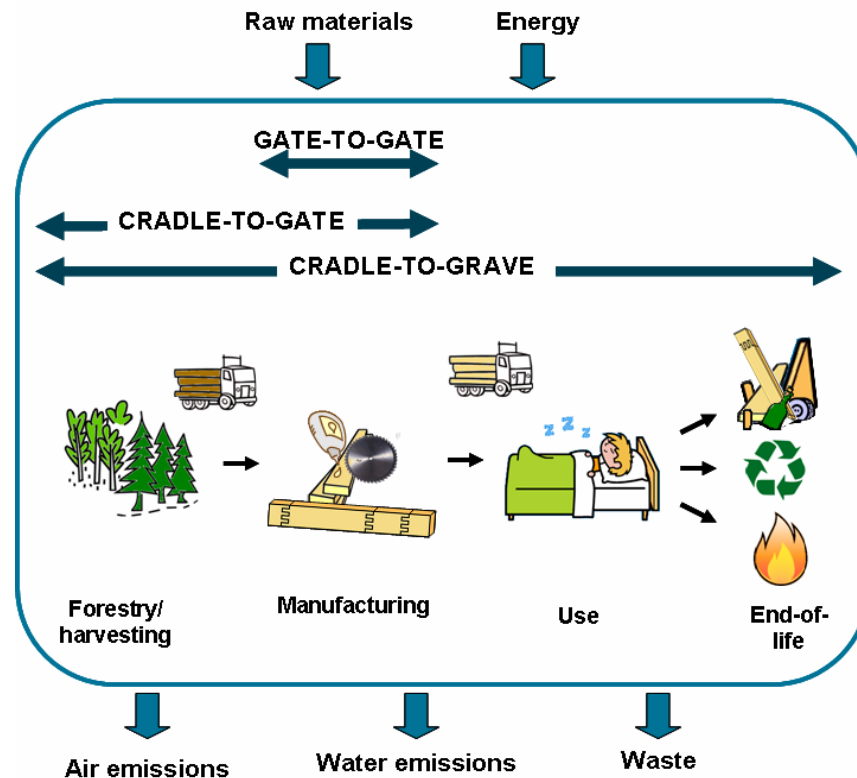 Raw materials Energy
GATE-TO-GATE
CRADLE-TO-GATE
CRADLE-TO-GRAVE
z z z
Forestry/
harvesting
Manufacturing
Use
End-of-
life
Air emissions
Water emissions
Waste